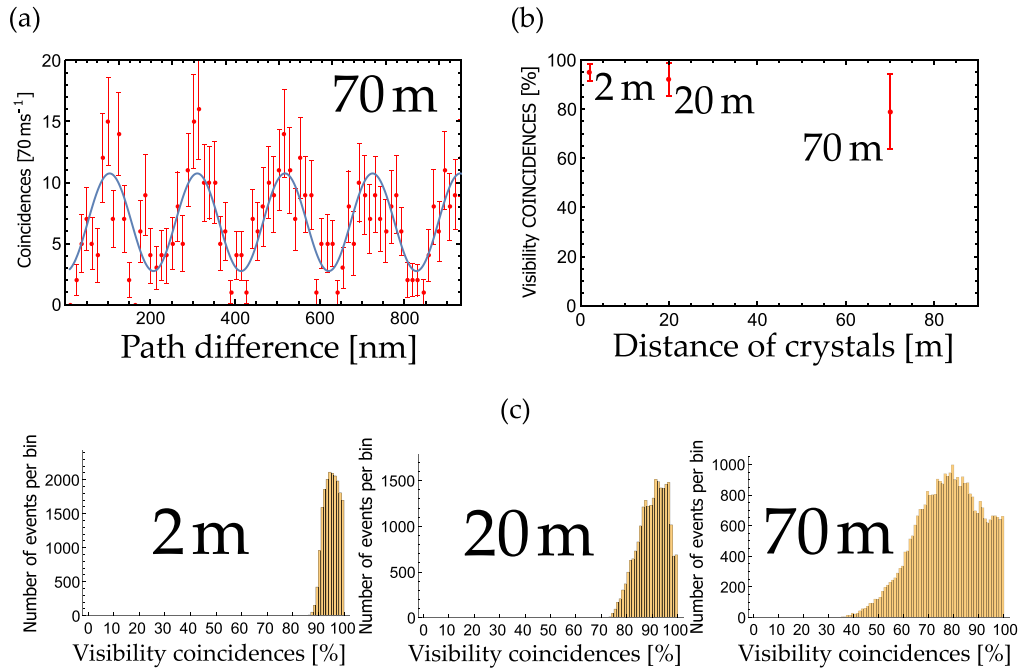 (a)
Coincidences [70 ms⁻¹]
20
15
10
5
0
70 m
200
400
600
800
Path difference [nm]
(b)
Visibility COINCIDENCES [%]
100
80
60
40
20
0
2 m
20 m
70 m
0
20
40
60
80
Distance of crystals [m]
(c)
Number of events per bin
2000
1500
1000
500
0
2 m
0 10 20 30 40 50 60 70 80 90 100
Visibility coincidences [%]
Number of events per bin
1500
1000
500
0
20 m
0 10 20 30 40 50 60 70 80 90 100
Visibility coincidences [%]
Number of events per bin
1000
800
600
400
200
0
70 m
0 10 20 30 40 50 60 70 80 90 100
Visibility coincidences [%]